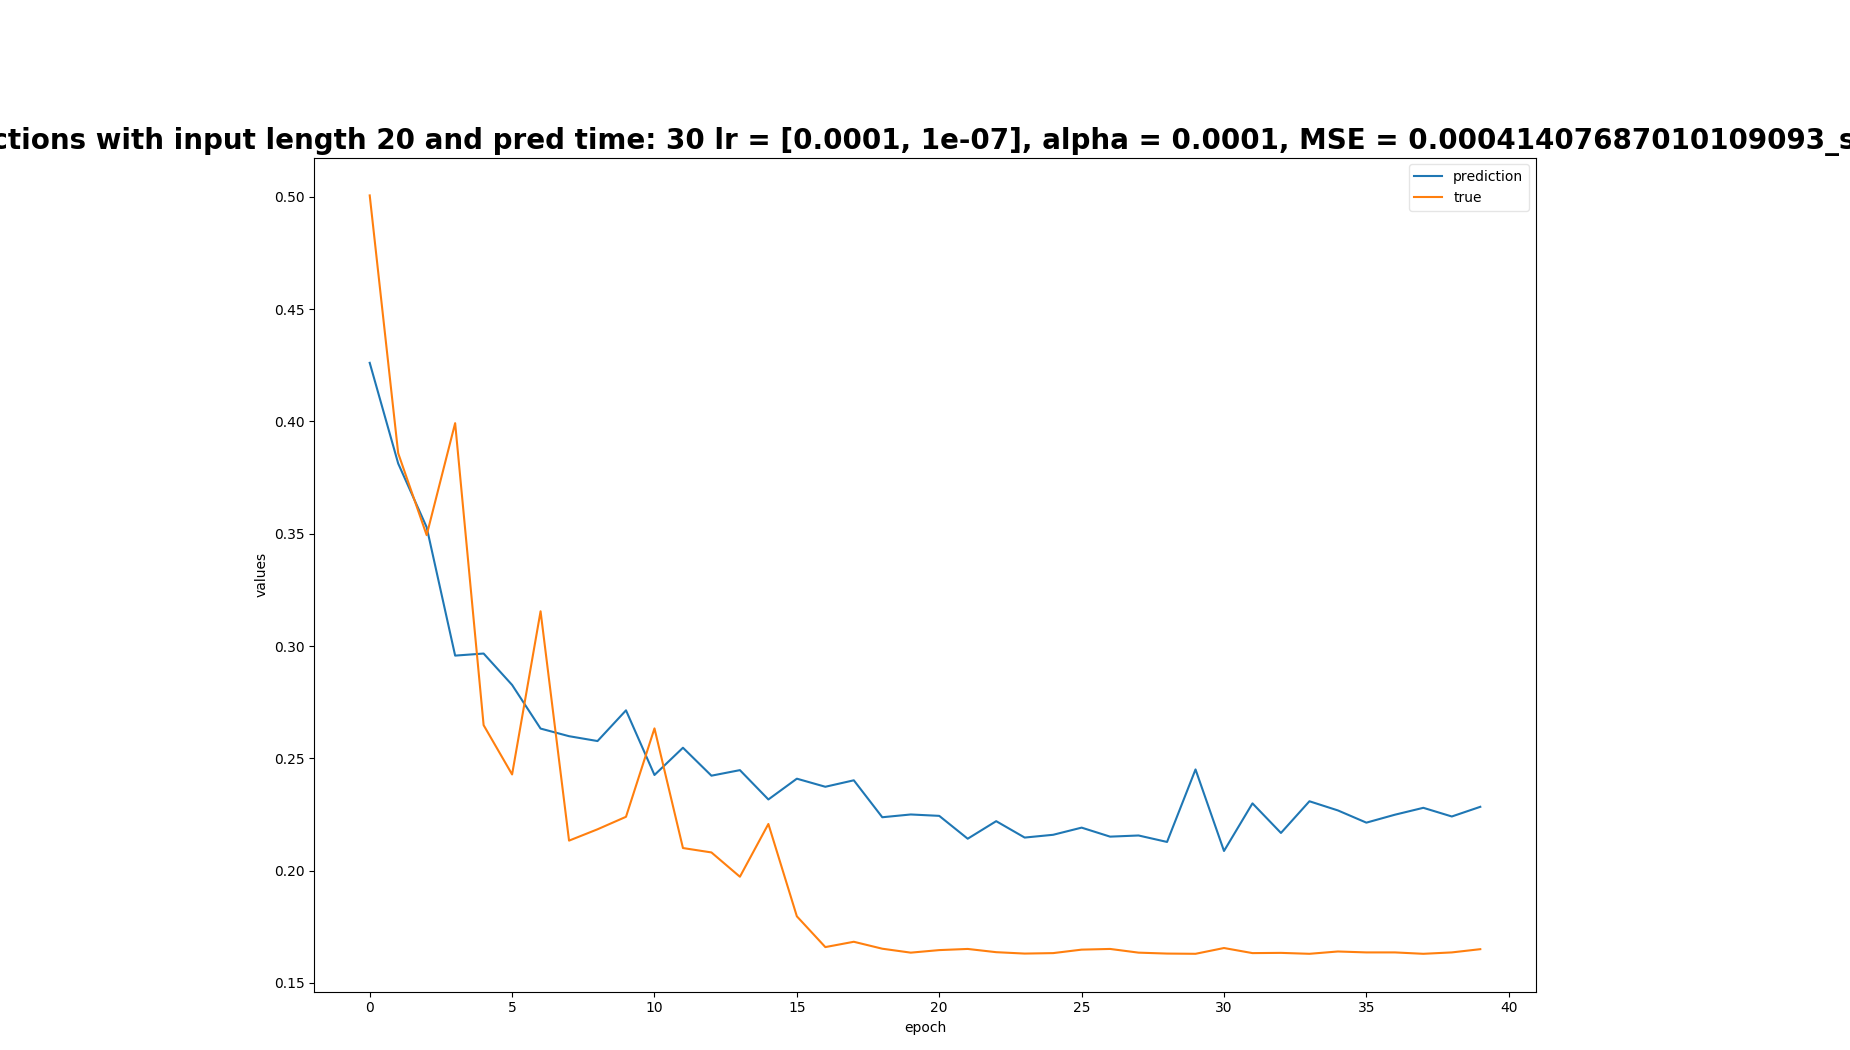 ctions with input length 20 and pred time: 30 lr = [0.0001, 1e-07], alpha = 0.0001, MSE = 0.00041407687010109093_s
prediction
true
0.50
0.45
0.40
0.35
0.30
0.25
0.20
0.15
values
0 5 10 15 20 25 30 35 40
epoch